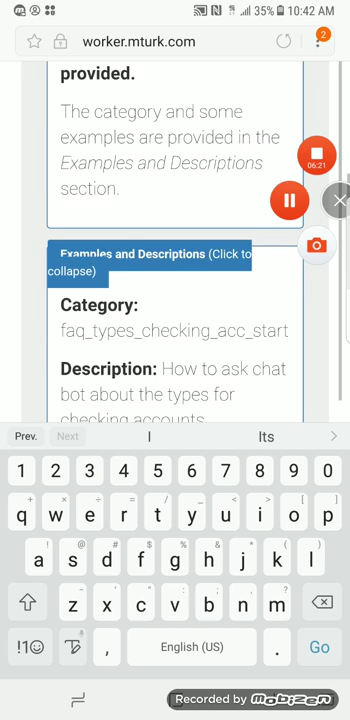 35% 10:42 AM
worker.mturk.com
2
provided.
The category and some
examples are provided in the
Examples and Descriptions
section.
06:21
Examples and Descriptions (Click to
collapse)
Category:
faq_types_checking_acc_start
Description: How to ask chat
bot about the types for
checking accounts
Prev. Next I Its
1 2 3 4 5 6 7 8 9 0
+ × ÷ = / _ < > [ ]
q w e r t y u i o p
! @ # $ % ^ & * ( )
a s d f g h j k l
- ' " : ; , ?
z x c v b n m
!1☺ , English (US) . Go
Recorded by mobizen